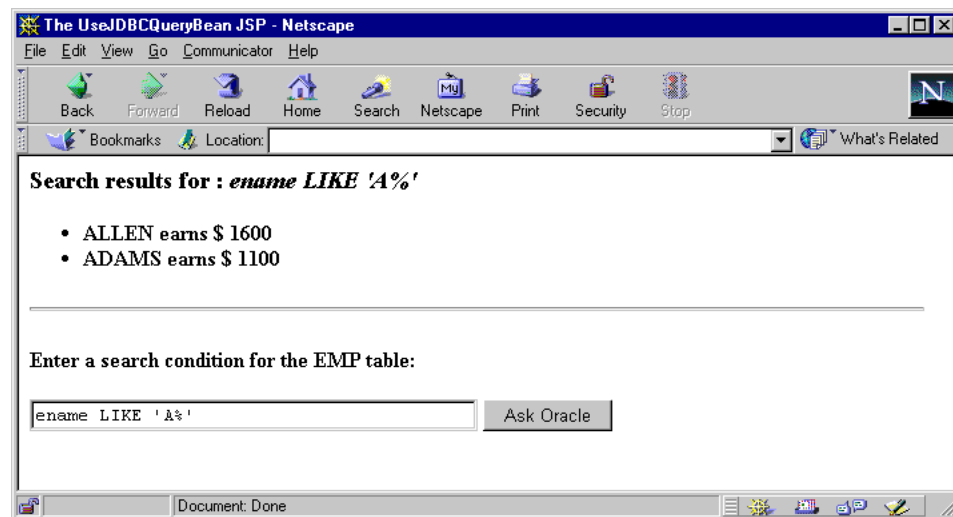 The UseJDBCQueryBean JSP - Netscape
File Edit View Go Communicator Help
Back Forward Reload Home Search My Netscape Print Security Stop N
Bookmarks Location: What's Related
Search results for : ename LIKE 'A%'
• ALLEN earns $ 1600
• ADAMS earns $ 1100
Enter a search condition for the EMP table:
ename LIKE 'A%' Ask Oracle
Document: Done